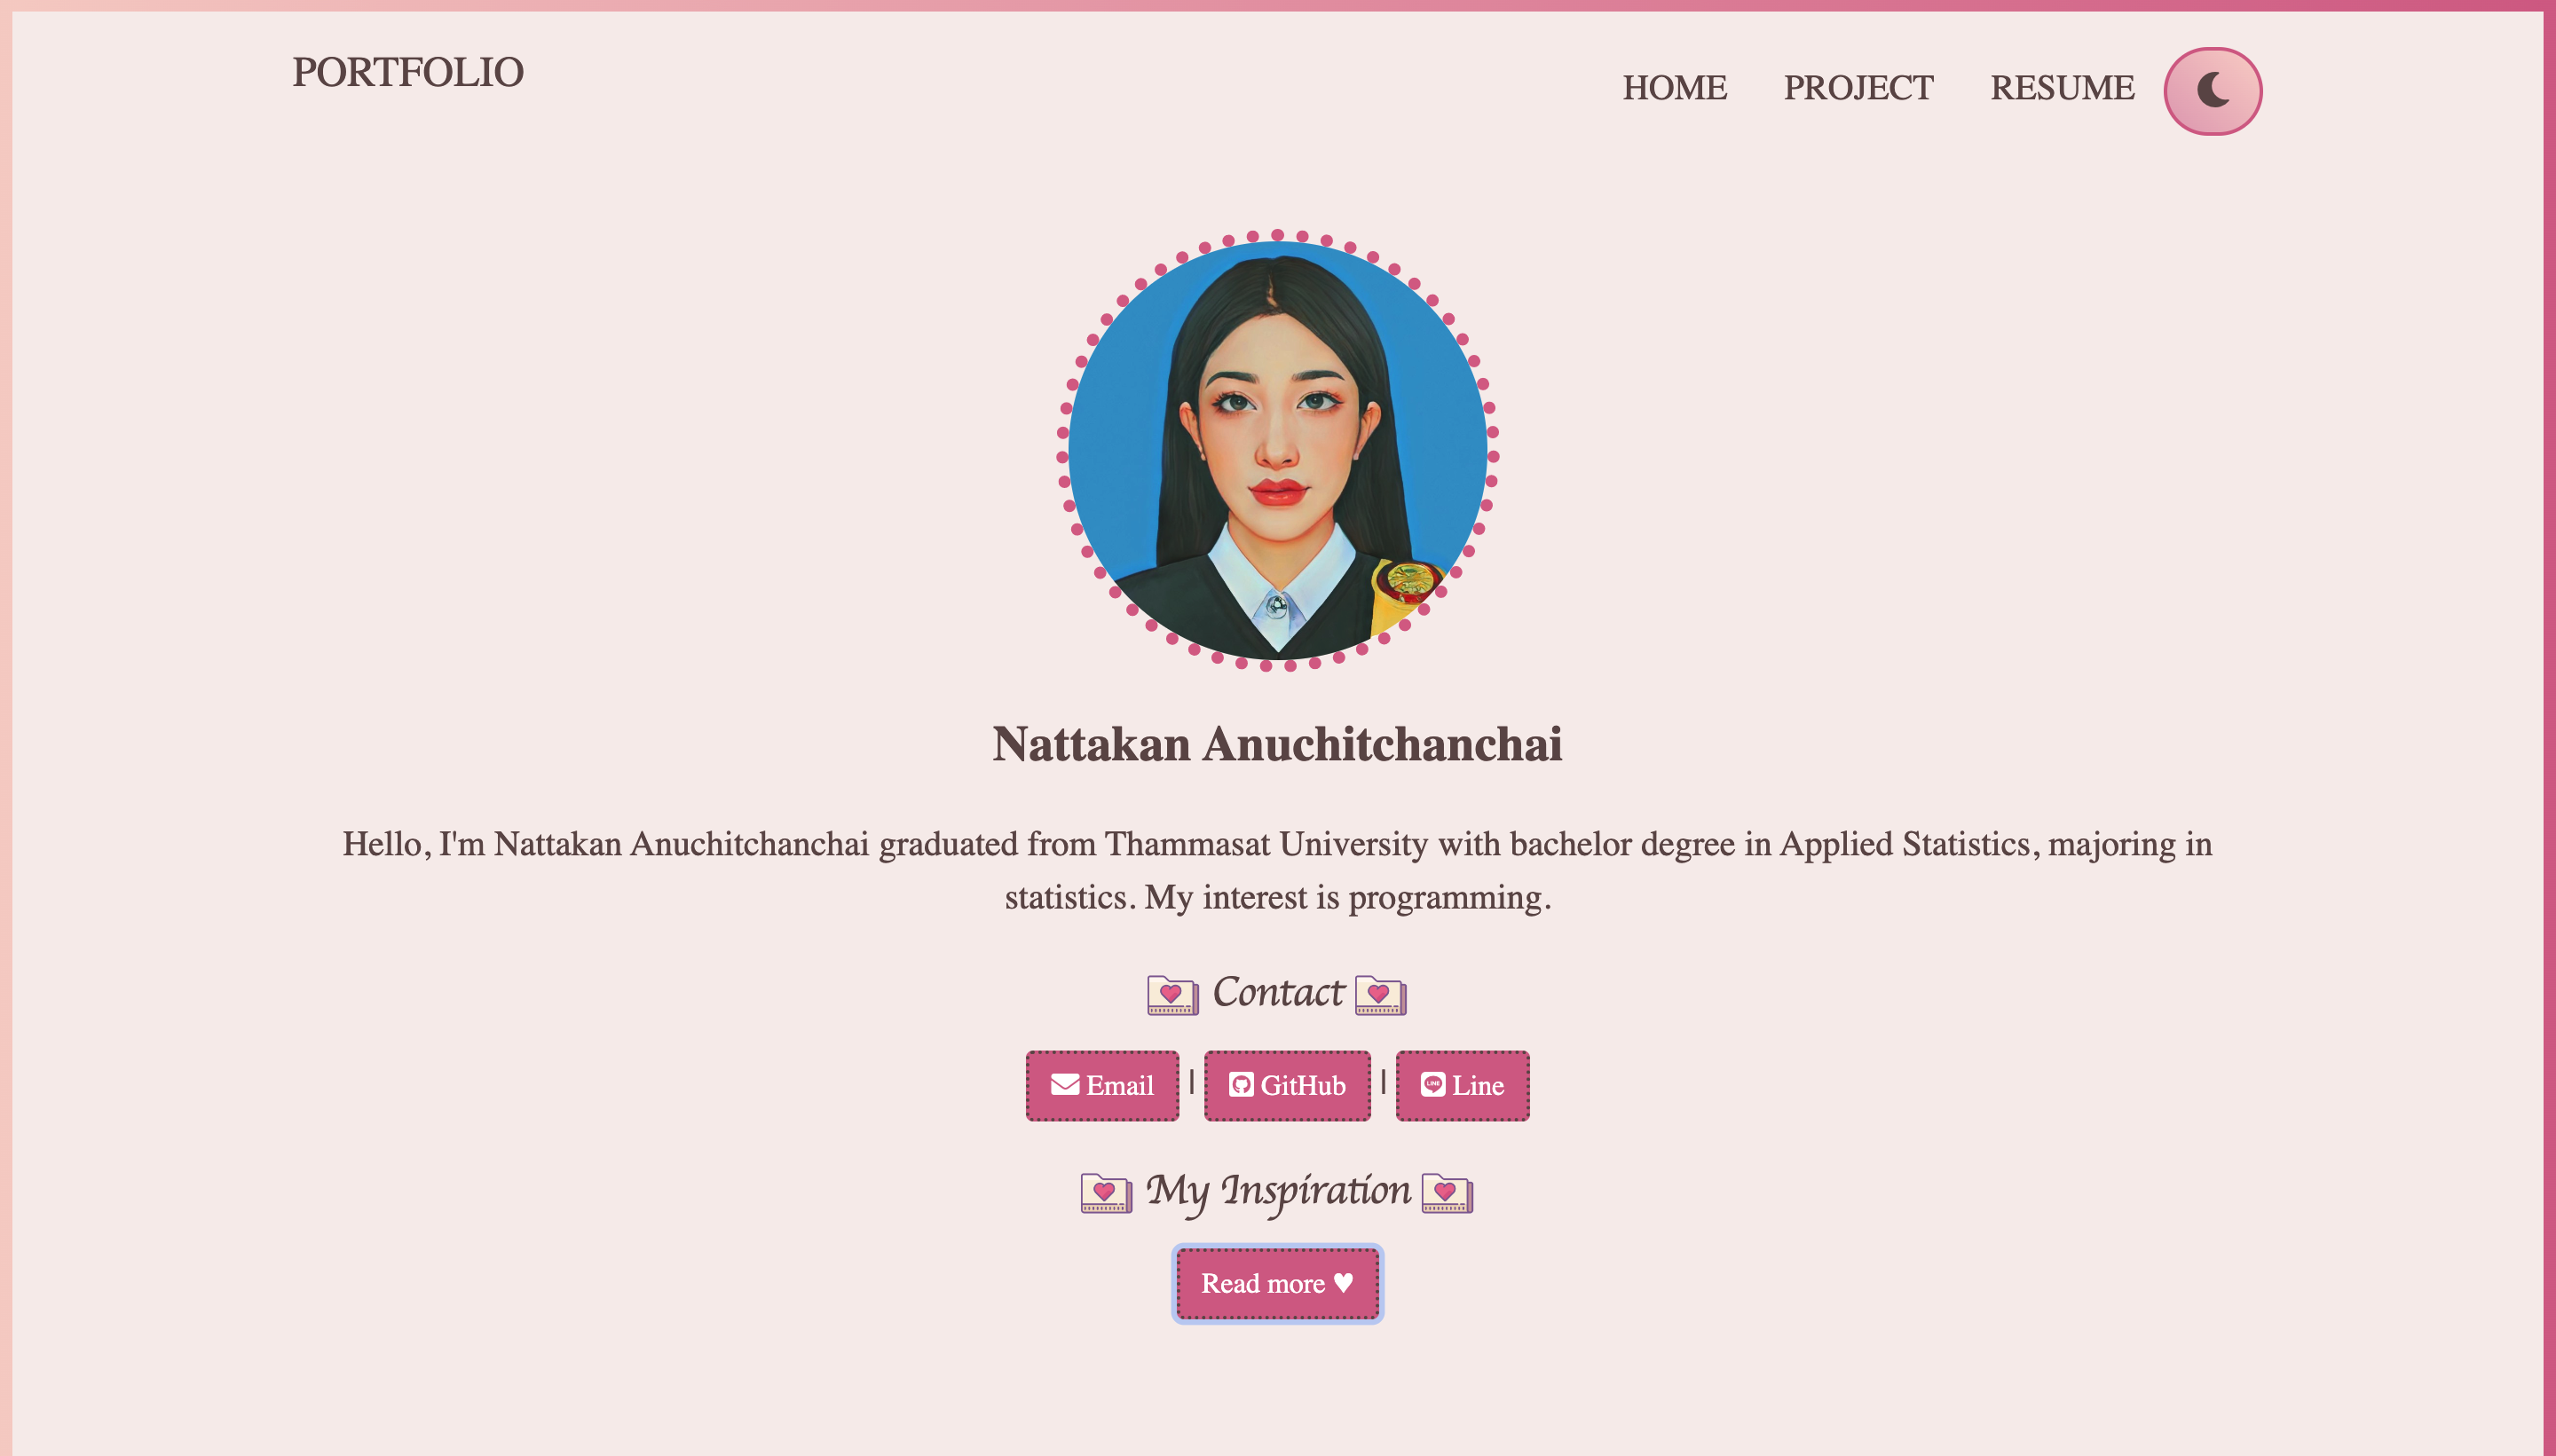 PORTFOLIO
HOME PROJECT RESUME
Nattakan Anuchitchanchai
Hello, I'm Nattakan Anuchitchanchai graduated from Thammasat University with bachelor degree in Applied Statistics, majoring in
statistics. My interest is programming.
Contact
Email | GitHub | LINE Line
My Inspiration
Read more ♥